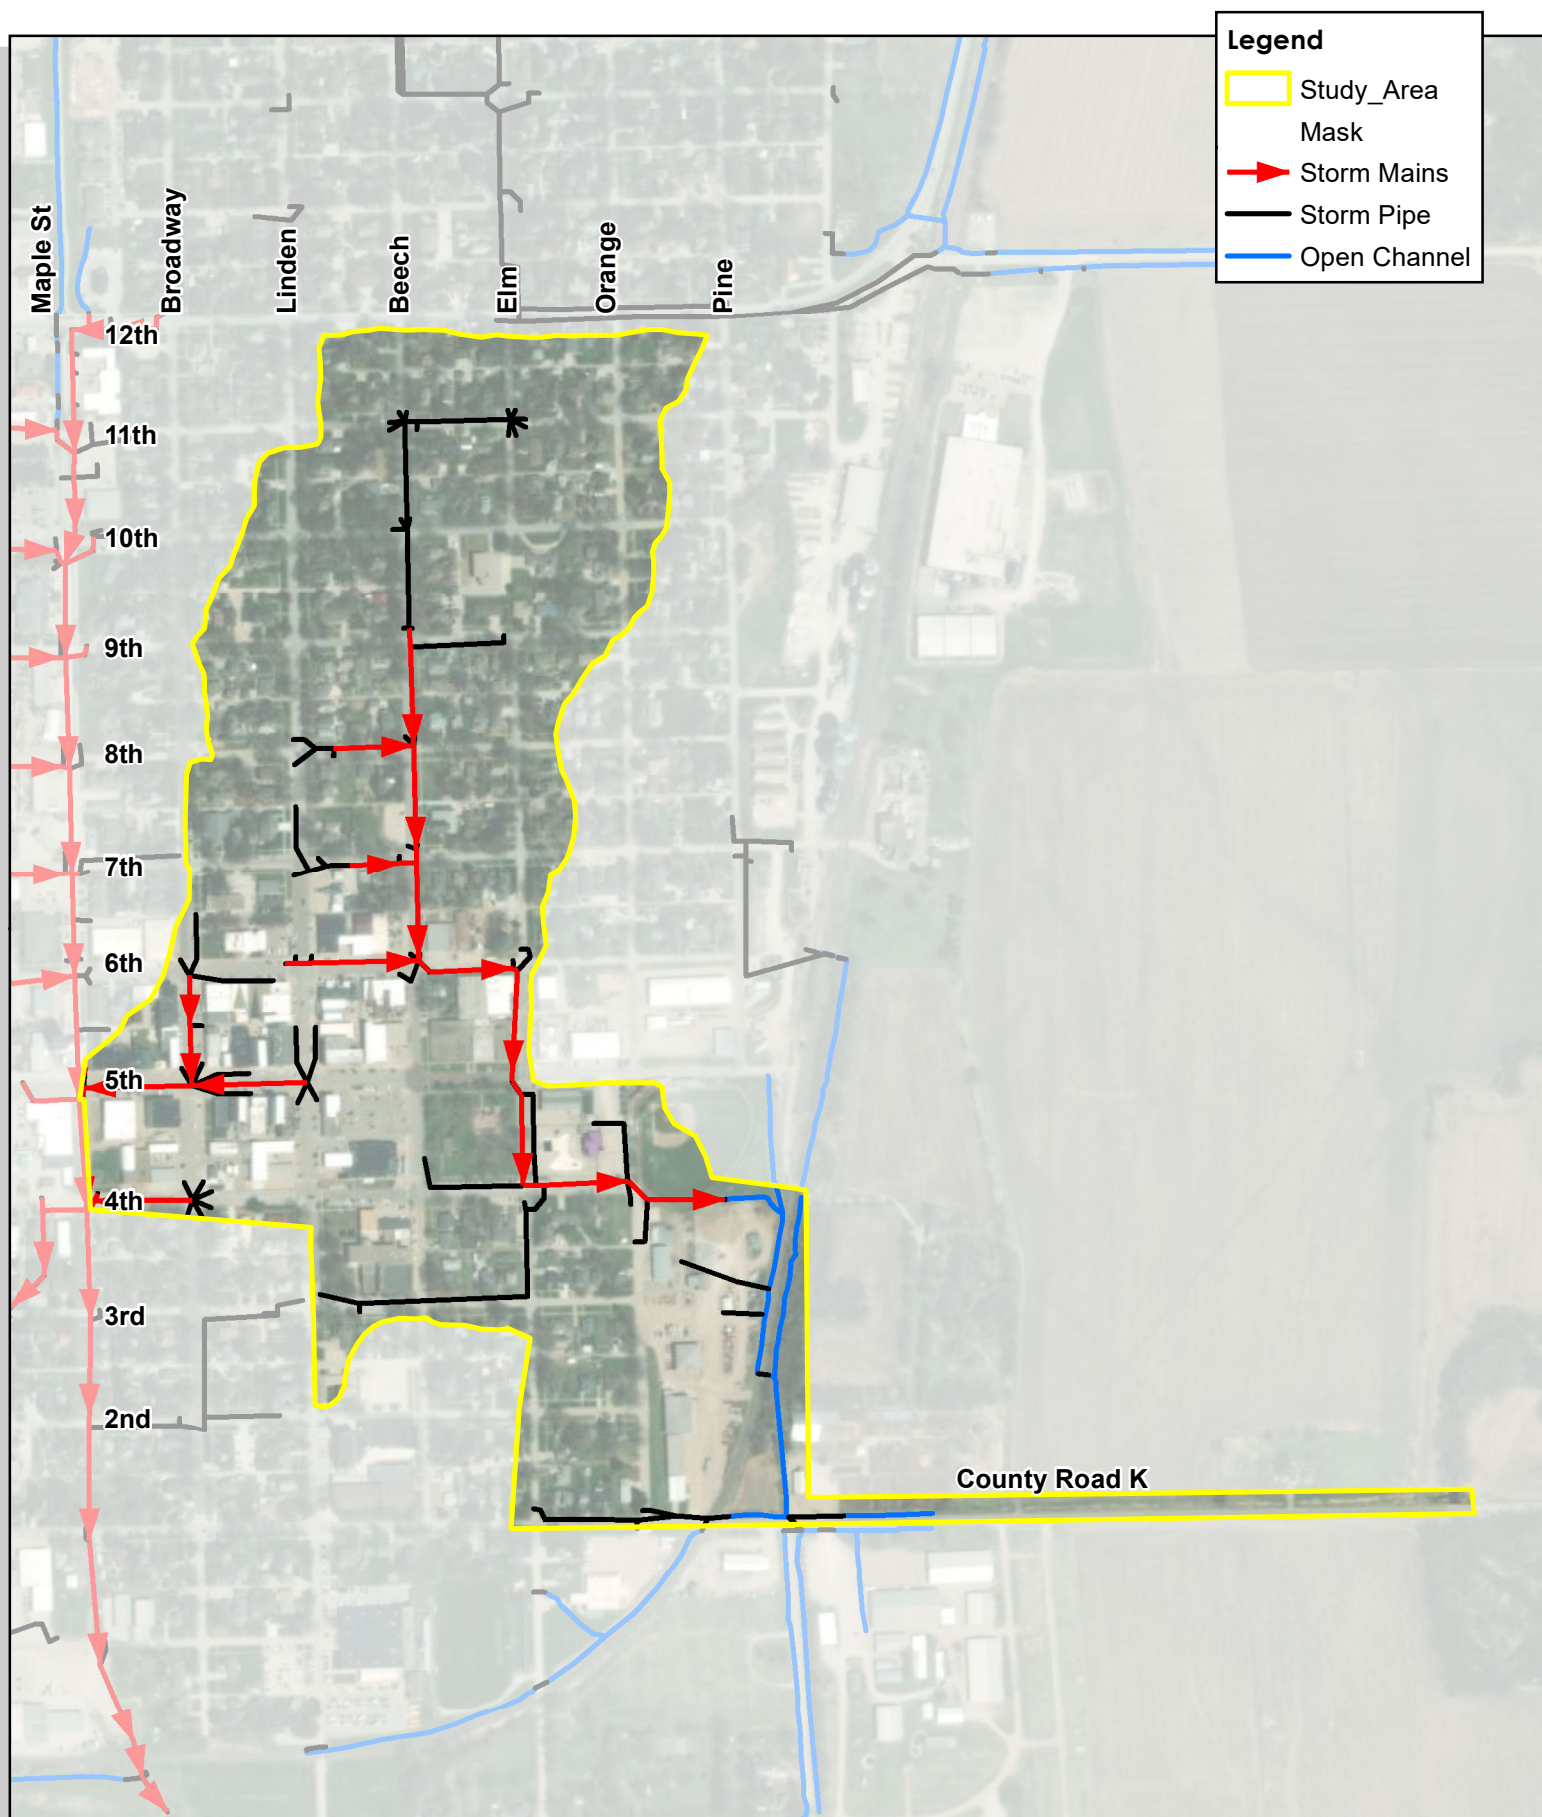 Legend
Study_Area
Mask
Storm Mains
Storm Pipe
Open Channel
Maple St
Broadway
Linden
Beech
Elm
Orange
Pine
12th
11th
10th
9th
8th
7th
6th
5th
4th
3rd
2nd
County Road K